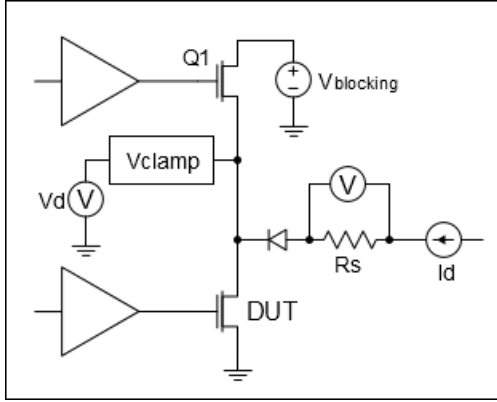 Q1
+
−
Vblocking
Vclamp
Vd
V
V
Rs
Id
DUT